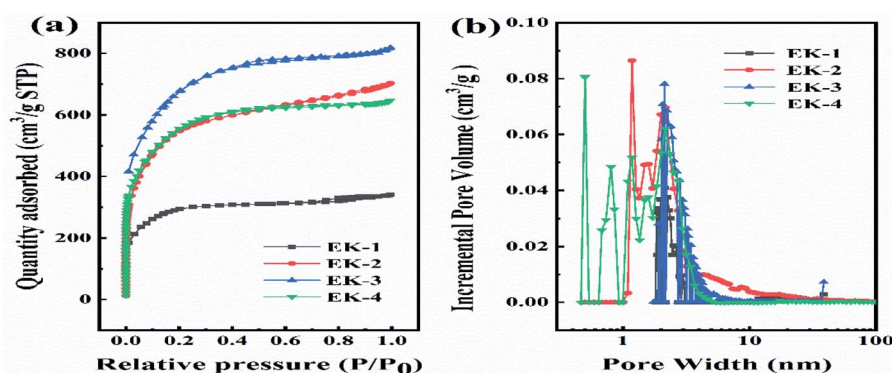 (a)
Quantity adsorbed (cm³/g STP)
800
600
400
200
0
EK-1
EK-2
EK-3
EK-4
0.0 0.2 0.4 0.6 0.8 1.0
Relative pressure (P/P₀)
(b)
Incremental Pore Volume (cm³/g )
0.10
0.08
0.06
0.04
0.02
0.00
EK-1
EK-2
EK-3
EK-4
1 10 100
Pore Width (nm)